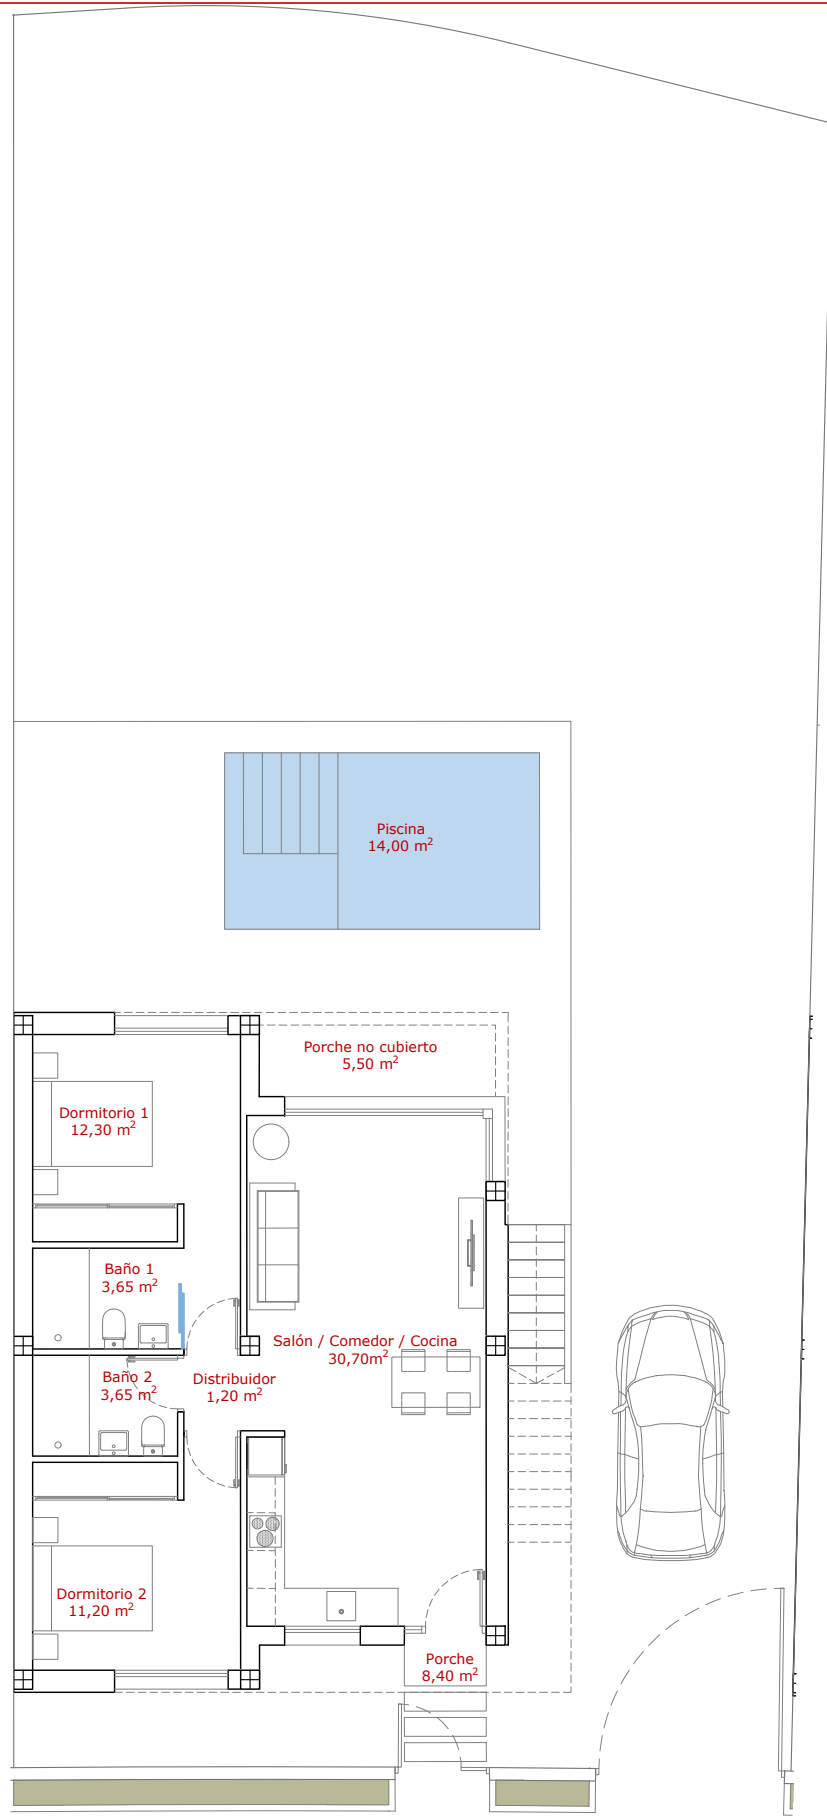 Piscina
14,00 m²
Porche no cubierto
5,50 m²
Dormitorio 1
12,30 m²
Baño 1
3,65 m²
Salón / Comedor / Cocina
30,70m²
Baño 2
3,65 m²
Distribuidor
1,20 m²
Dormitorio 2
11,20 m²
Porche
8,40 m²